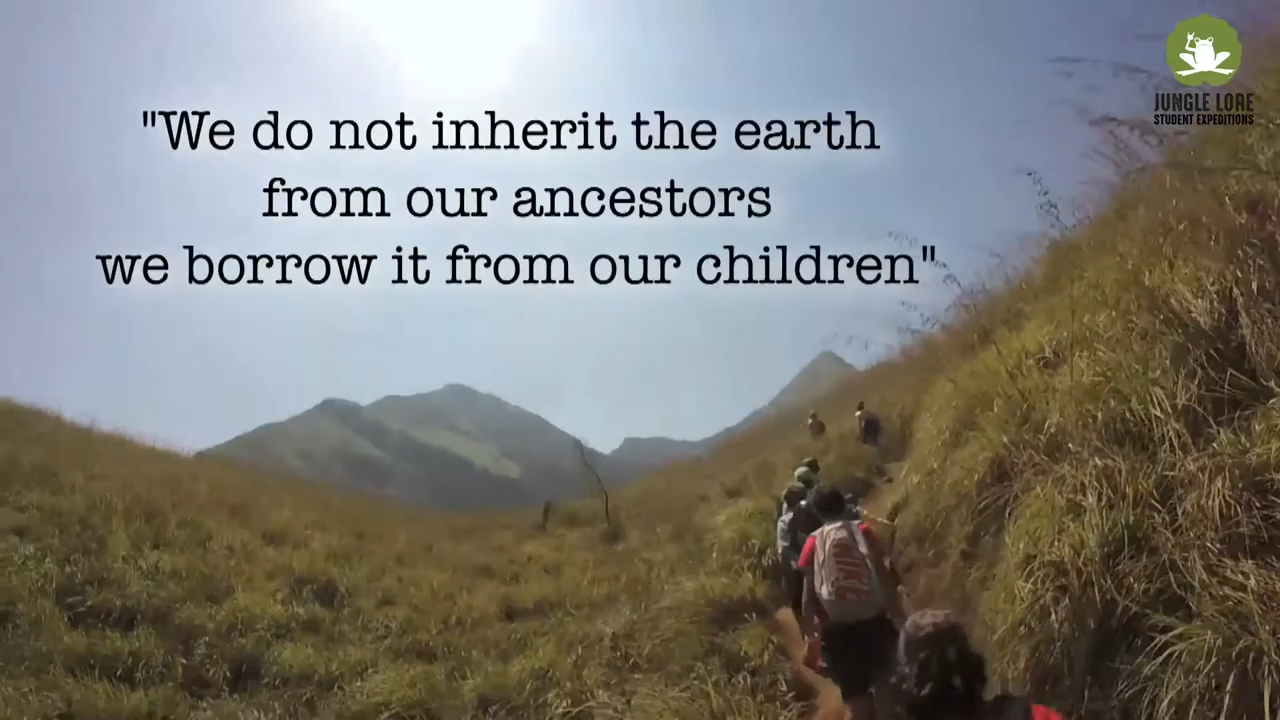 "We do not inherit the earth
from our ancestors
we borrow it from our children"
JUNGLE LORE
STUDENT EXPEDITIONS